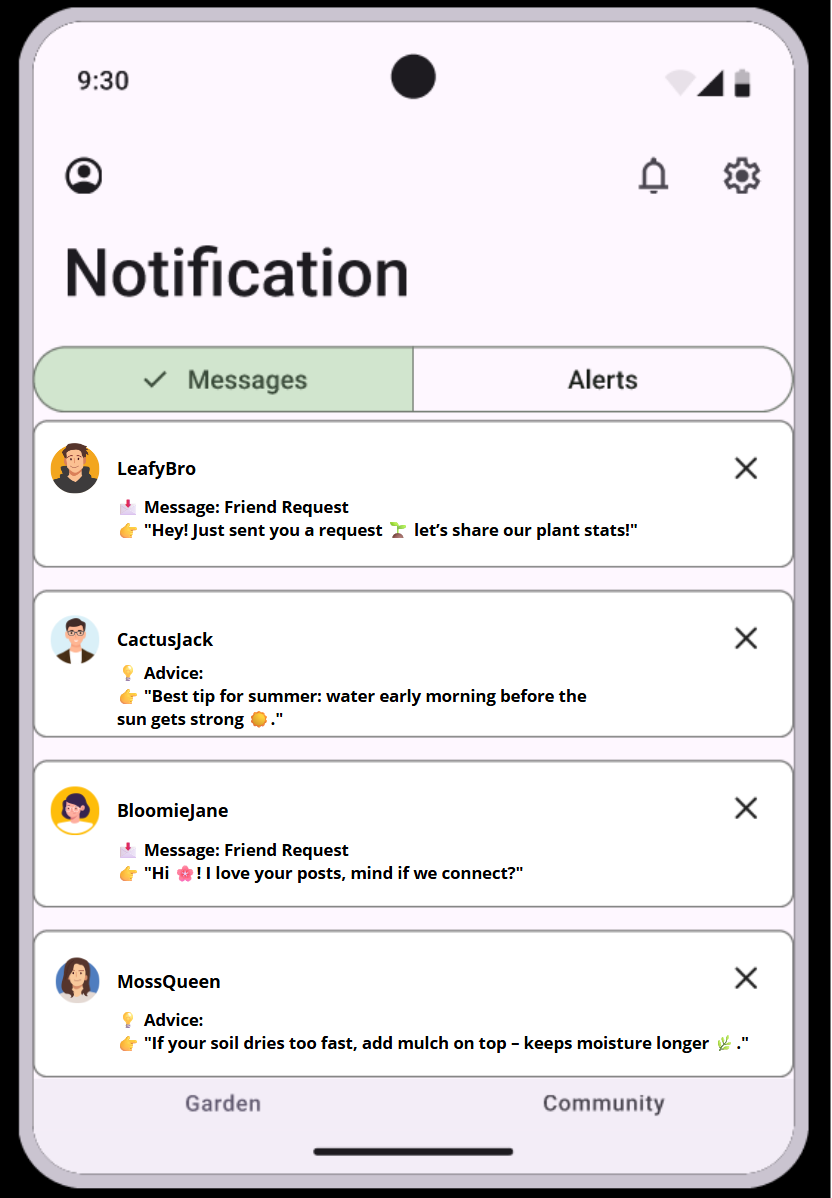 9:30
Notification
Messages
Alerts
LeafyBro
📩 Message: Friend Request
👉 "Hey! Just sent you a request 🌱 let’s share our plant stats!"
CactusJack
💡 Advice:
👉 "Best tip for summer: water early morning before the
sun gets strong ☀️."
BloomieJane
📩 Message: Friend Request
👉 "Hi 🌸! I love your posts, mind if we connect?"
MossQueen
💡 Advice:
👉 "If your soil dries too fast, add mulch on top – keeps moisture longer 🌿."
Garden
Community